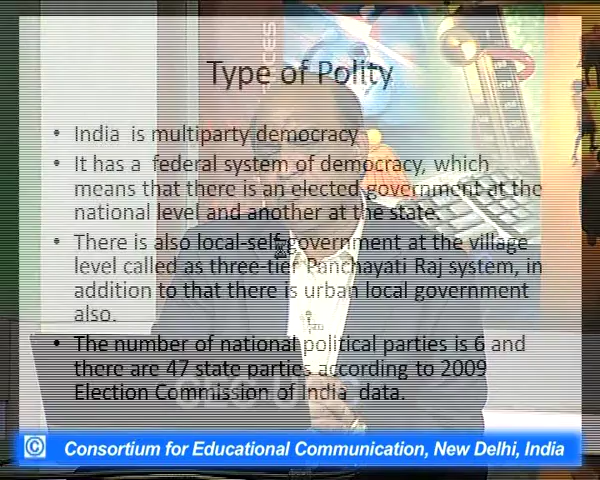 Type of Polity
• India is multiparty democracy
• It has a federal system of democracy, which
means that there is an elected government at the
national level and another at the state.
• There is also local-self government at the village
level called as three-tier Panchayati Raj system, in
addition to that there is urban local government
also.
• The number of national political parties is 6 and
there are 47 state parties according to 2009
Election Commission of India data.
© Consortium for Educational Communication, New Delhi, India